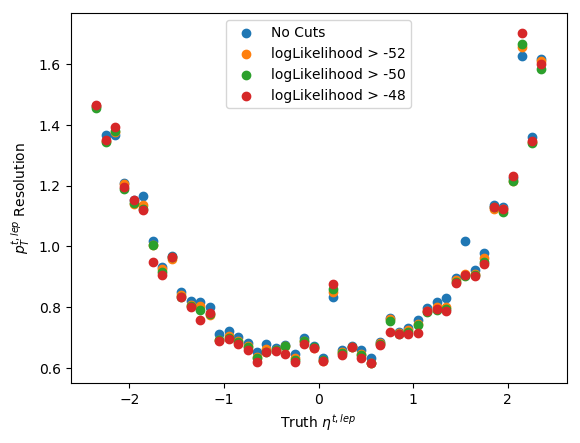 No Cuts
logLikelihood > -52
logLikelihood > -50
logLikelihood > -48
1.6
1.4
1.2
1.0
0.8
0.6
$p_T^{t,lep}$ Resolution
−2 −1 0 1 2
Truth $\eta^{t,lep}$